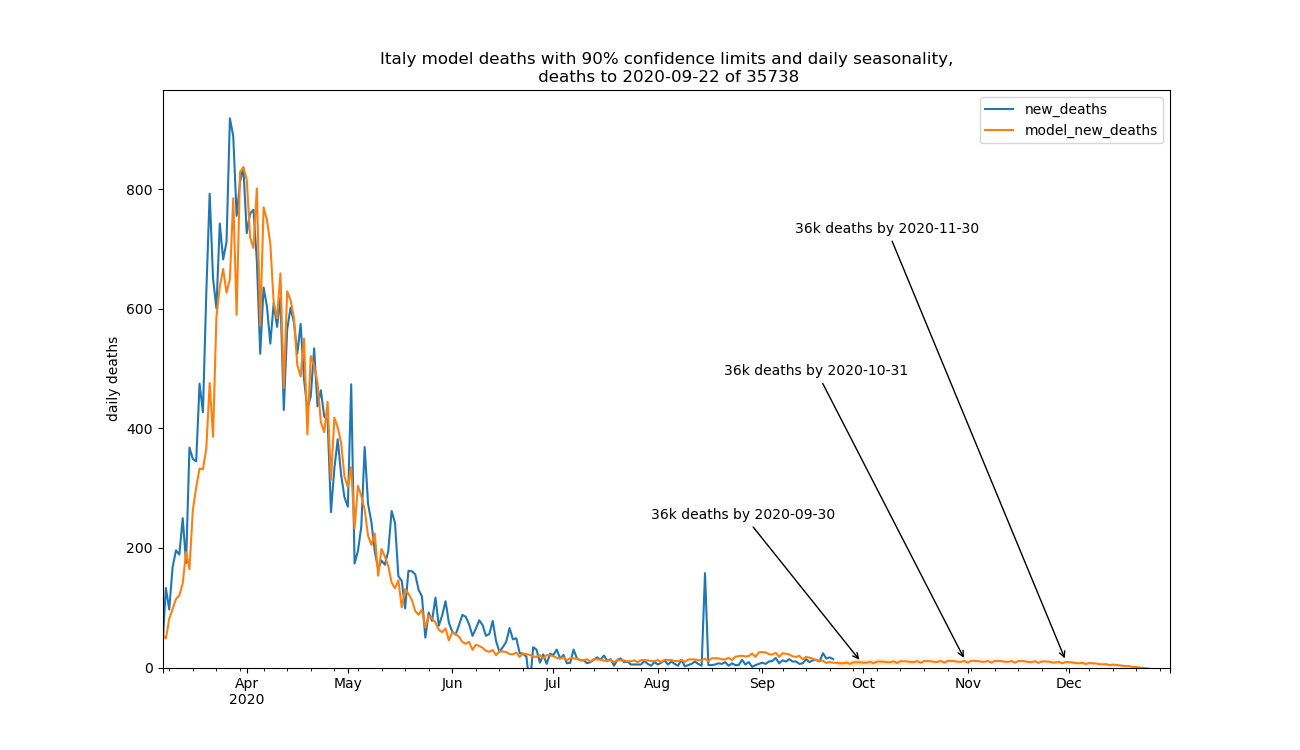 Italy model deaths with 90% confidence limits and daily seasonality,
deaths to 2020-09-22 of 35738
new_deaths
model_new_deaths
800
600
400
200
0
daily deaths
36k deaths by 2020-11-30
36k deaths by 2020-10-31
36k deaths by 2020-09-30
Apr May Jun Jul Aug Sep Oct Nov Dec
2020